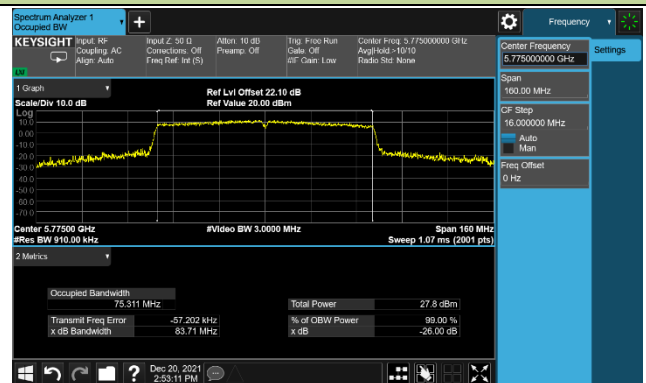 Spectrum Analyzer 1
Occupied BW
Frequency
KEYSIGHT
Input: RF
Coupling: AC
Align: Auto
Input Z: 50 Ω
Corrections: Off
Freq Ref: Int (S)
Atten: 10 dB
Preamp: Off
Trig: Free Run
Gate: Off
#IF Gain: Low
Center Freq: 5.775000000 GHz
Avg|Hold:>10/10
Radio Std: None
Center Frequency
5.775000000 GHz
Settings
Span
160.00 MHz
CF Step
16.000000 MHz
Auto
Man
Freq Offset
0 Hz
1 Graph
Scale/Div 10.0 dB
Ref Lvl Offset 22.10 dB
Ref Value 20.00 dBm
Log
10.0
0.00
-10.0
-20.0
-30.0
-40.0
-50.0
-60.0
-70.0
Center 5.77500 GHz
#Video BW 3.0000 MHz
Span 160 MHz
#Res BW 910.00 kHz
Sweep 1.07 ms (2001 pts)
2 Metrics
Occupied Bandwidth
75.311 MHz
Total Power
27.8 dBm
Transmit Freq Error
-57.202 kHz
% of OBW Power
99.00 %
x dB Bandwidth
83.71 MHz
x dB
-26.00 dB
?
Dec 20, 2021
2:53:11 PM